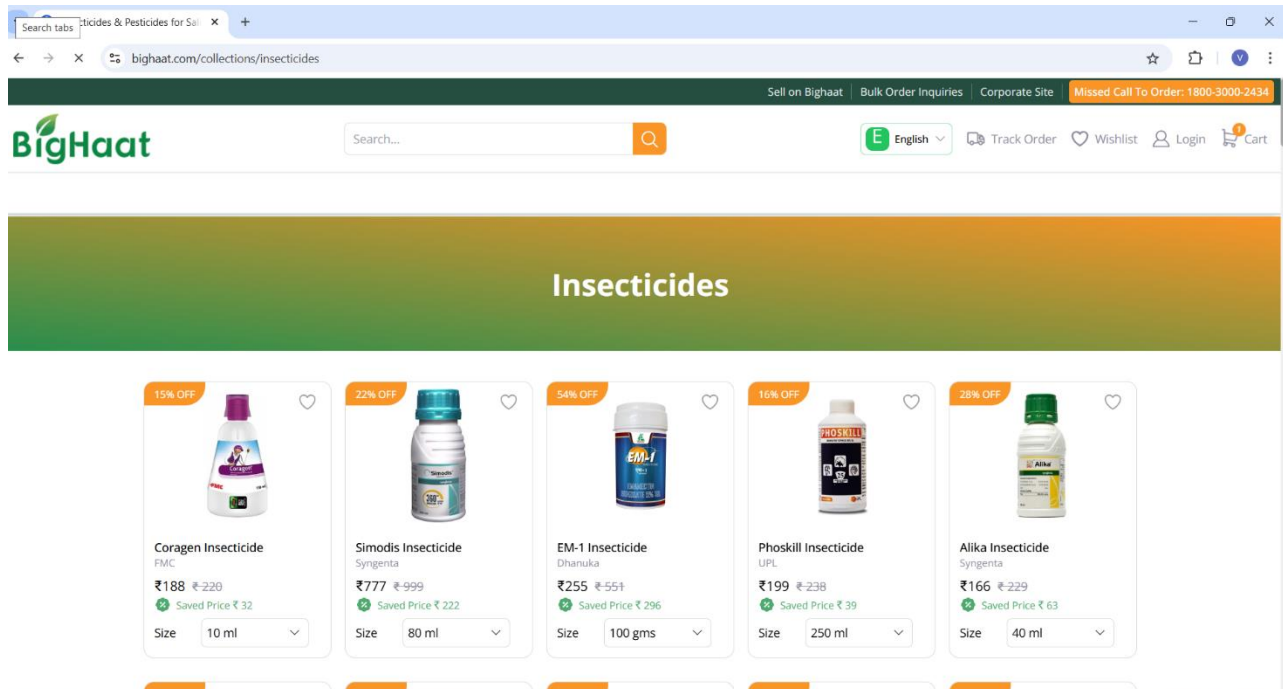 Search tabs
ticides & Pesticides for Sal
bighaat.com/collections/insecticides
V
Sell on Bighaat
Bulk Order Inquiries
Corporate Site
Missed Call To Order: 1800-3000-2434
BigHaat
Search...
E English
Track Order
Wishlist
Login
1
Cart
Insecticides
15% OFF
22% OFF
54% OFF
16% OFF
28% OFF
Coragen
FMC
Simodis
EM-1
PHOSKILL
Alika
Coragen Insecticide
FMC
₹188 ₹ 220
Saved Price ₹ 32
Size 10 ml
Simodis Insecticide
Syngenta
₹777 ₹ 999
Saved Price ₹ 222
Size 80 ml
EM-1 Insecticide
Dhanuka
₹255 ₹ 551
Saved Price ₹ 296
Size 100 gms
Phoskill Insecticide
UPL
₹199 ₹ 238
Saved Price ₹ 39
Size 250 ml
Alika Insecticide
Syngenta
₹166 ₹ 229
Saved Price ₹ 63
Size 40 ml